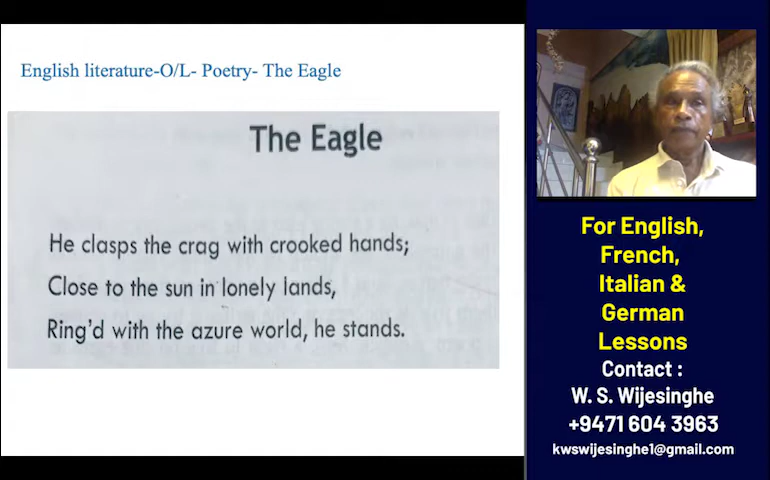 English literature-O/L- Poetry- The Eagle
The Eagle
He clasps the crag with crooked hands;
Close to the sun in lonely lands,
Ring'd with the azure world, he stands.
For English,
French,
Italian &
German
Lessons
Contact :
W. S. Wijesinghe
+9471 604 3963
kwswijesinghe1@gmail.com